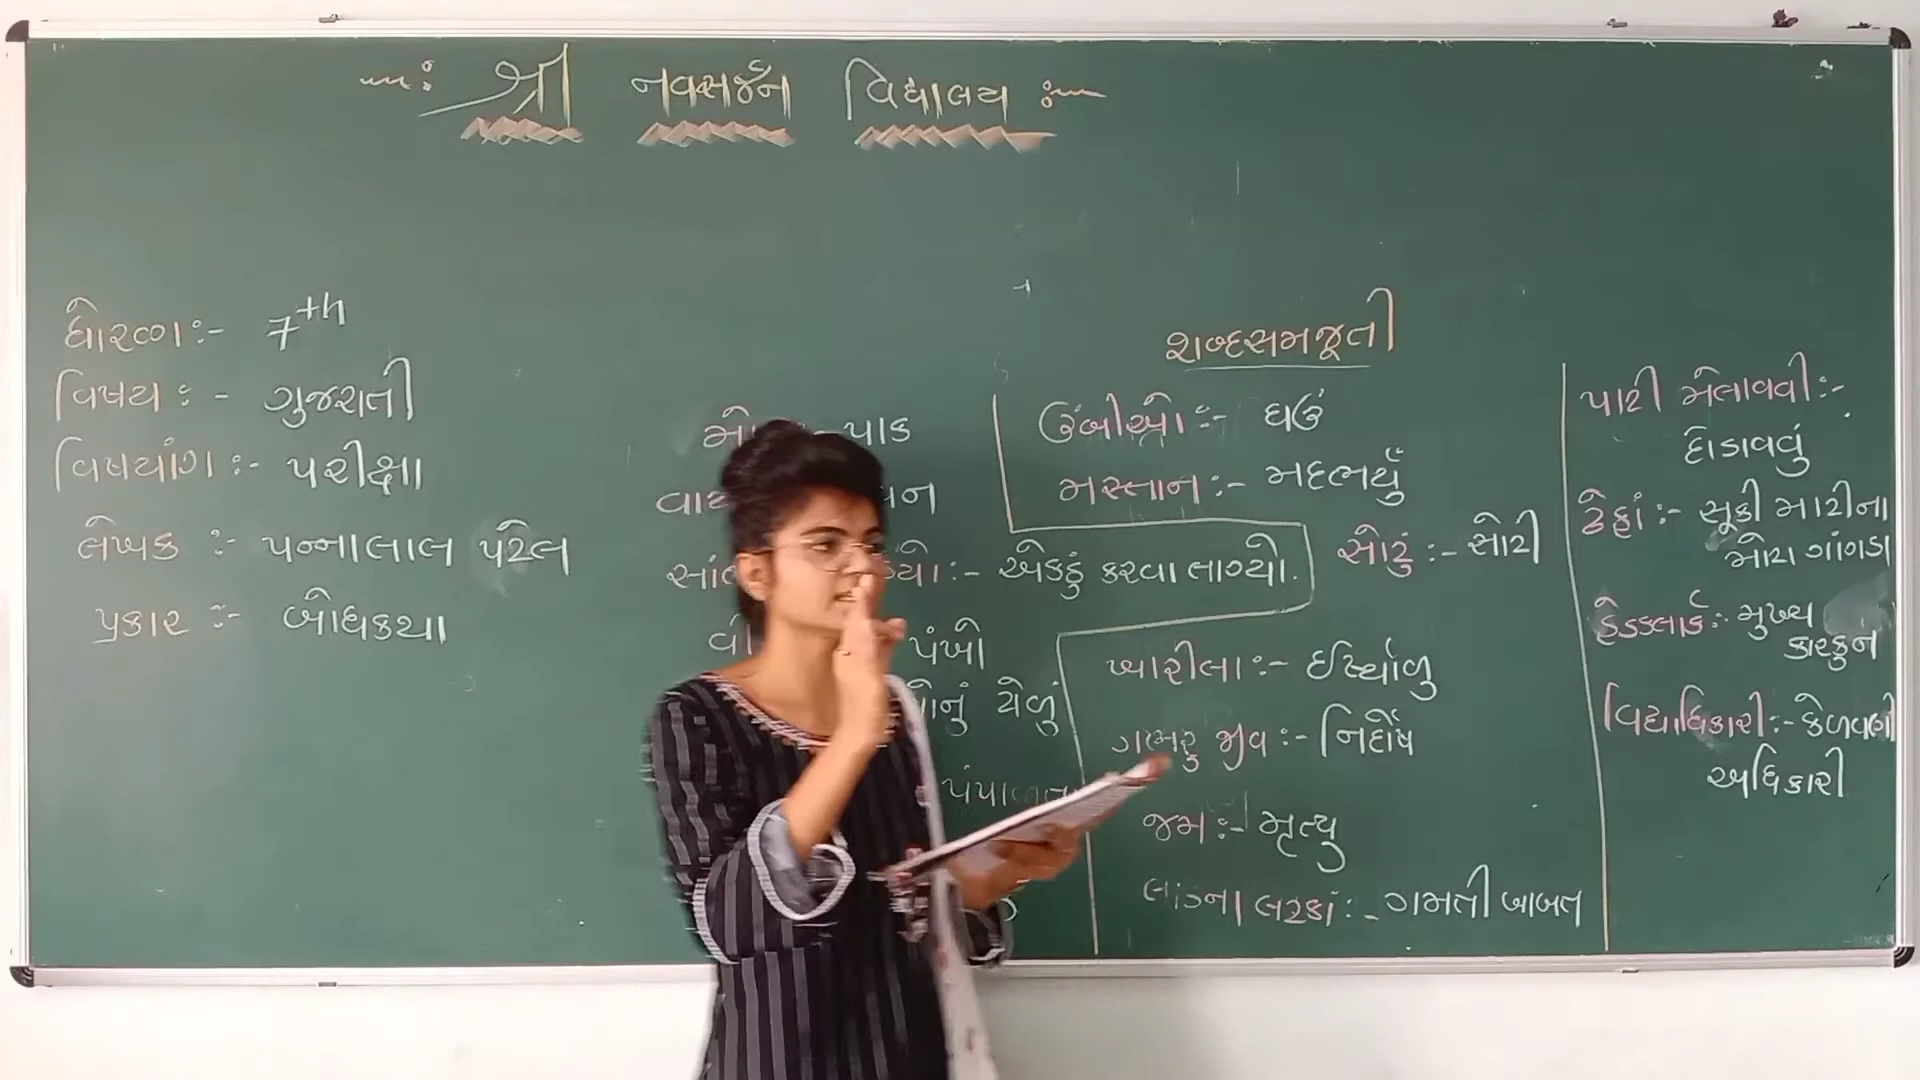 શ્રી નવસર્જન વિદ્યાલય
ધોરણ :- 7th
વિષય :- ગુજરાતી
વિષયાંગ :- પરીક્ષા
લેખક :- પન્નાલાલ પટેલ
પ્રકાર :- બોધકથા
પાક
એકઠું કરવા લાગ્યો.
પંખો
શબ્દસમજૂતી
ઉંબીઓ :- ઘઉં
મસ્તાન :- મદભર્યું
સોટું :- સોટી
ખારીલા :- ઈર્ષ્યાળુ
ગભરુ જીવ :- નિર્દોષ
જમ :- મૃત્યુ
લાડના લટકાં :- ગમતી બાબત
પાટી મેલાવવી :-
દોડાવવું
ઢેફાં :- સૂકી માટીના
મોટા ગાંગડા
હેડક્લાર્ક :- મુખ્ય
કારકુન
વિદ્યાધિકારી :- કેળવણી
અધિકારી